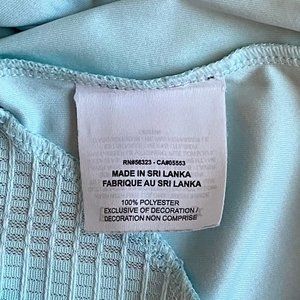 RN#56323 - CA#05553
MADE IN SRI LANKA
FABRIQUE AU SRI LANKA
100% POLYESTER
EXCLUSIVE OF DECORATION /
DECORATION NON COMPRISE